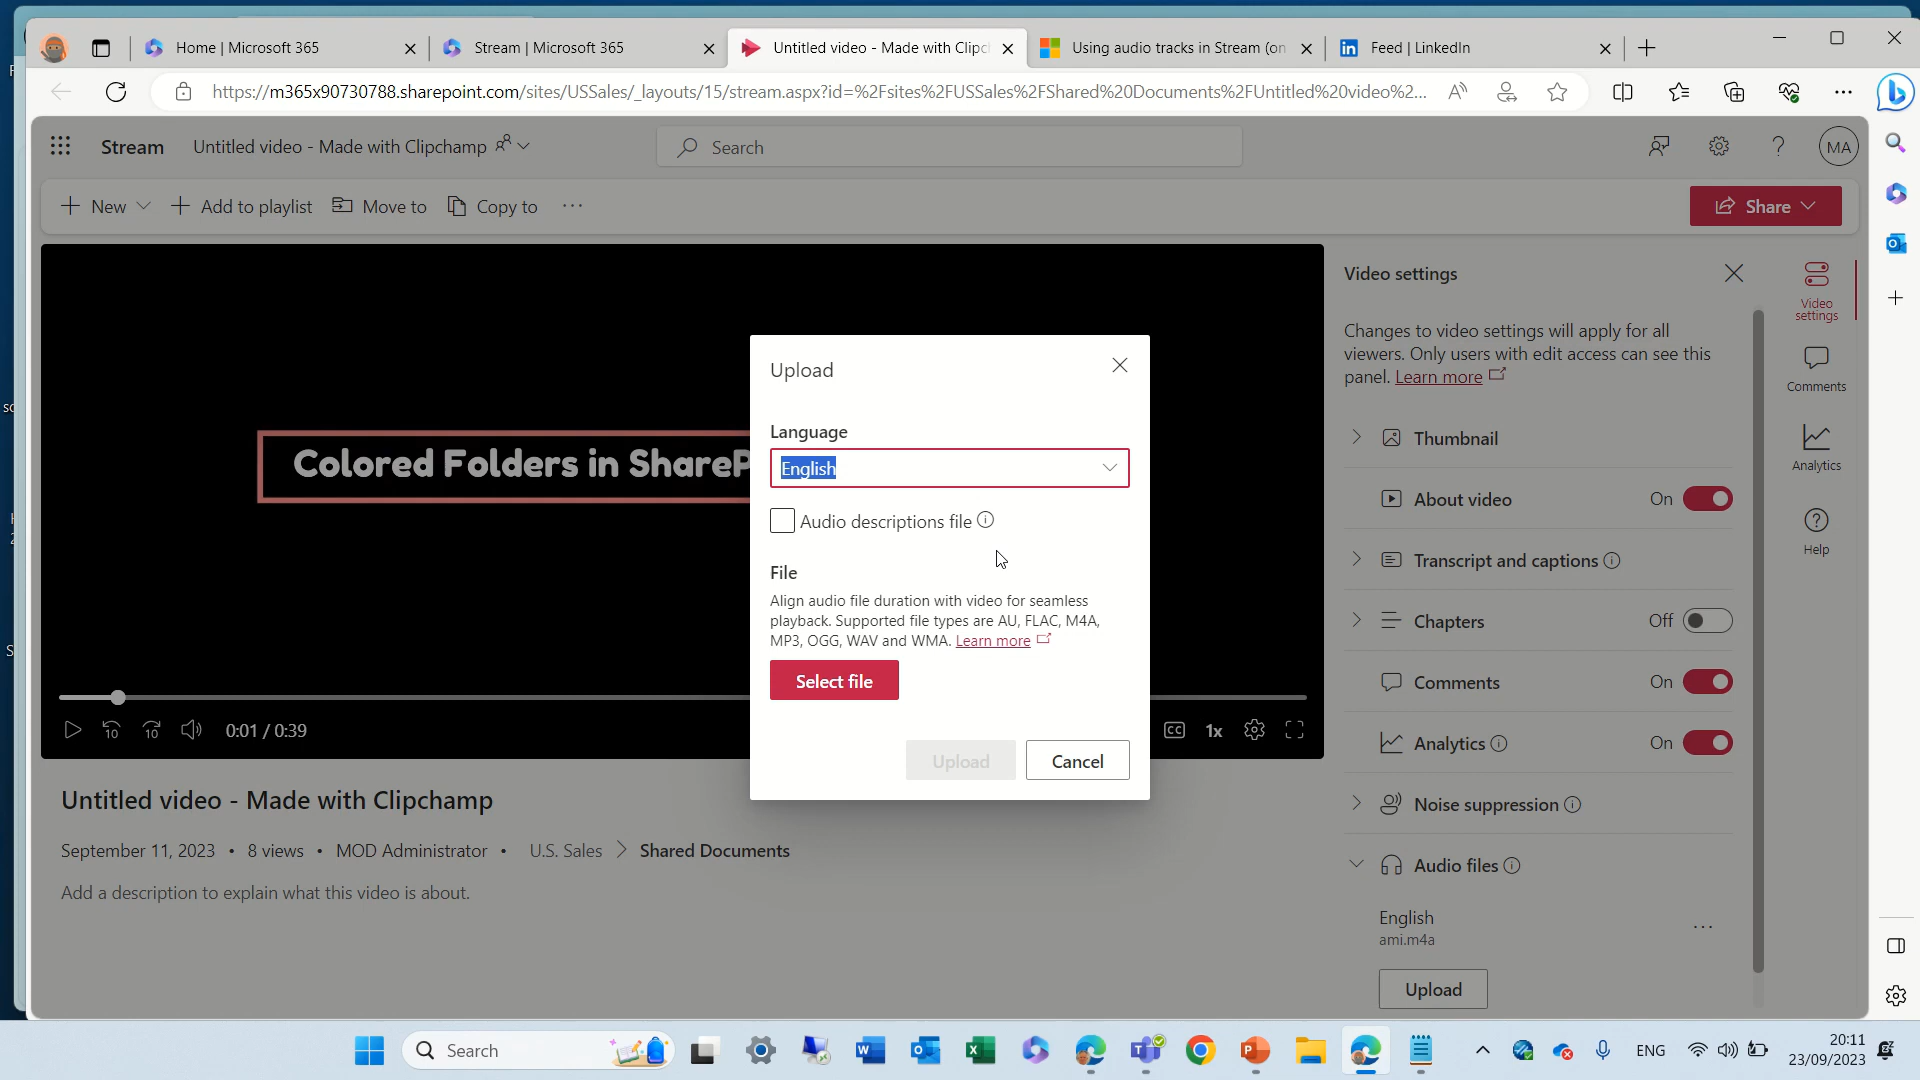 Home | Microsoft 365
Stream | Microsoft 365
Untitled video - Made with Clipc
Using audio tracks in Stream (on
Feed | LinkedIn
https://m365x90730788.sharepoint.com/sites/USSales/_layouts/15/stream.aspx?id=%2Fsites%2FUSSales%2FShared%20Documents%2FUntitled%20video%2...
Stream
Untitled video - Made with Clipchamp
Search
MA
New
Add to playlist
Move to
Copy to
Share
Colored Folders in ShareP
10
10
0:01 / 0:39
CC
1x
Upload
Language
English
Audio descriptions file
File
Align audio file duration with video for seamless
playback. Supported file types are AU, FLAC, M4A,
MP3, OGG, WAV and WMA. Learn more
Select file
Upload
Cancel
Video settings
Changes to video settings will apply for all
viewers. Only users with edit access can see this
panel. Learn more
Thumbnail
About video
On
Transcript and captions
Chapters
Off
Comments
On
Analytics
On
Noise suppression
Audio files
English
ami.m4a
Upload
Video
settings
Comments
Analytics
Help
Untitled video - Made with Clipchamp
September 11, 2023 • 8 views • MOD Administrator • U.S. Sales > Shared Documents
Add a description to explain what this video is about.
Search
ENG
20:11
23/09/2023